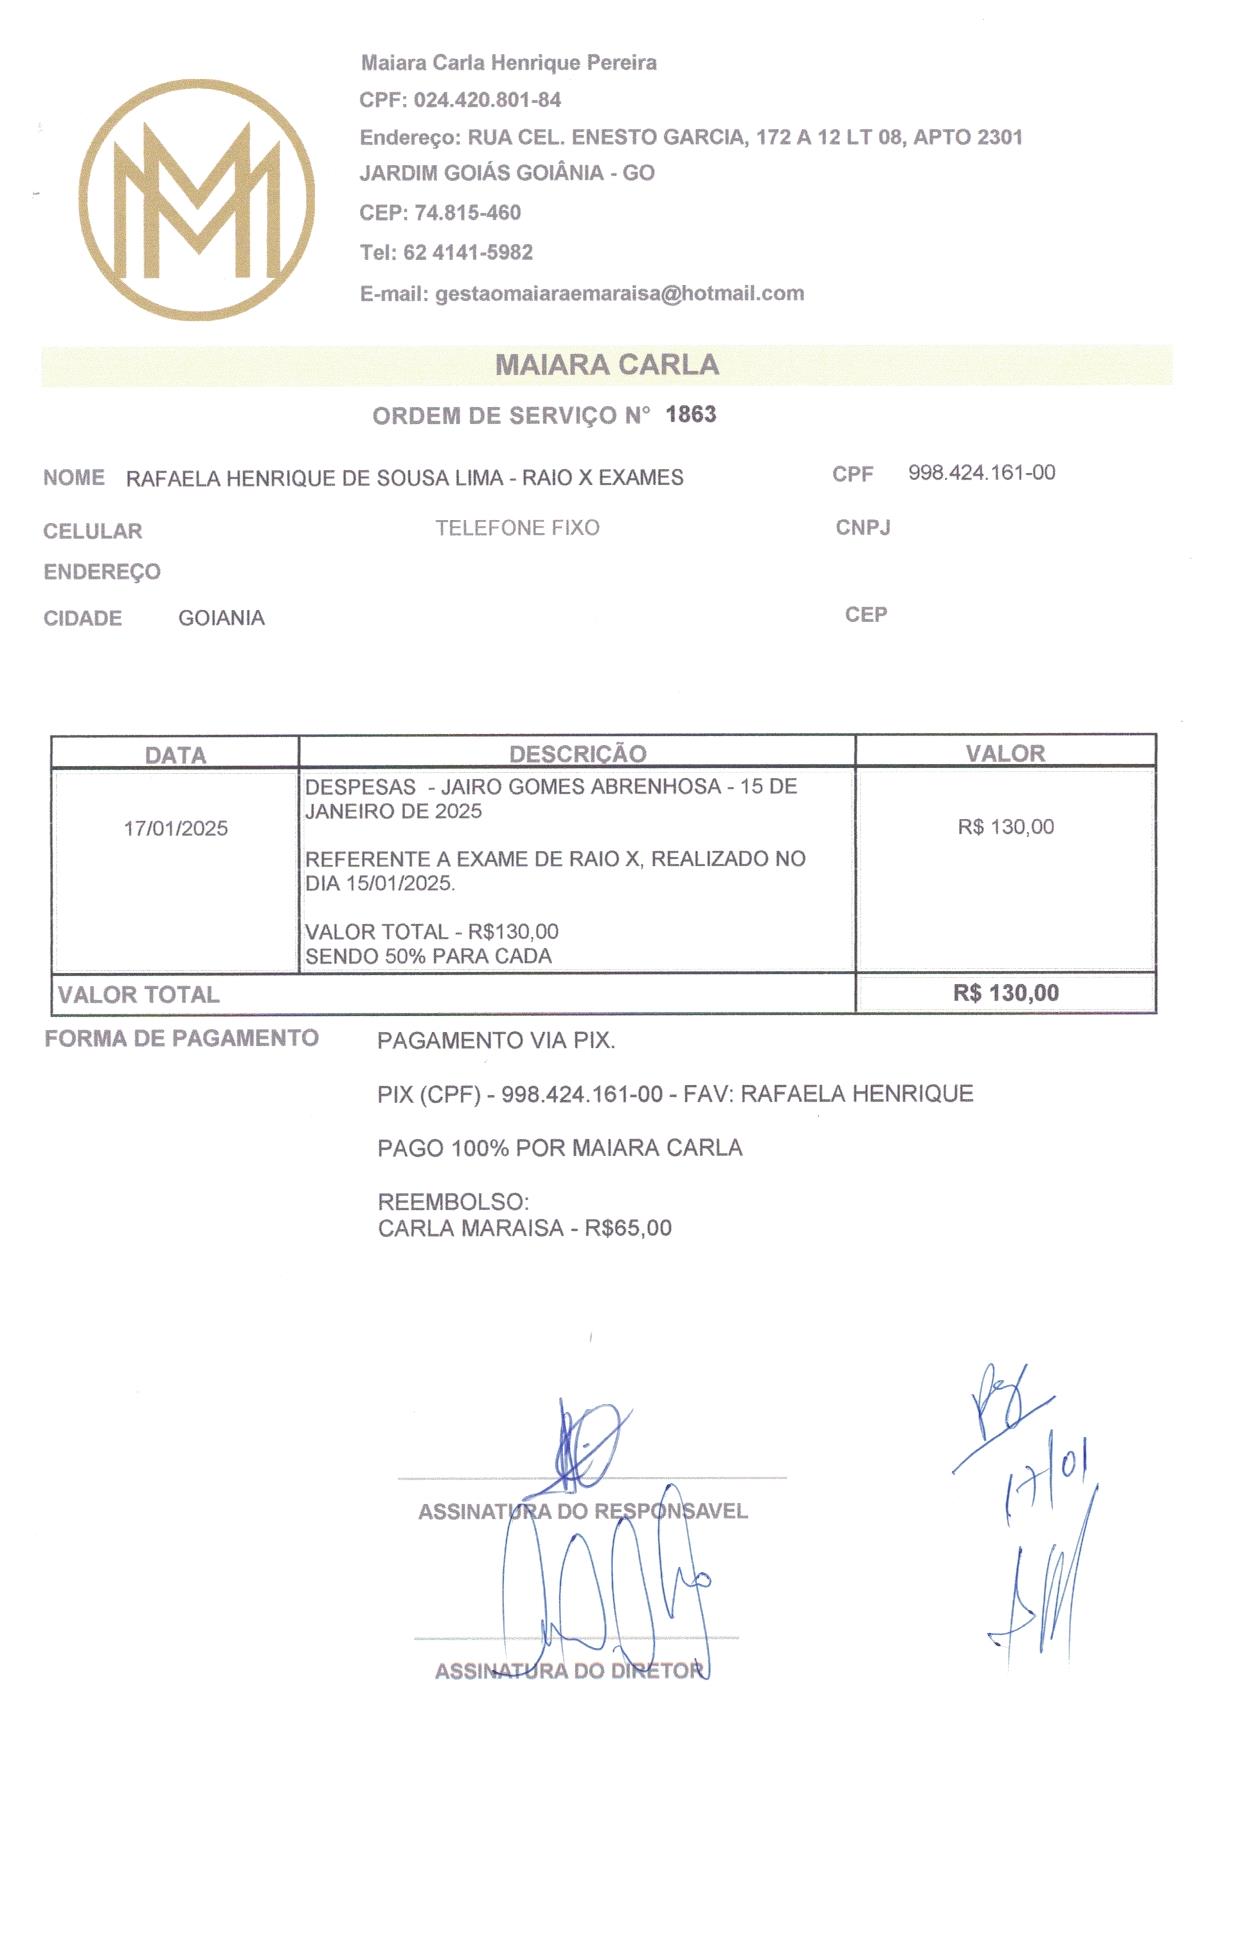 Maiara Carla Henrique Pereira
CPF: 024.420.801-84
Endereço: RUA CEL. ENESTO GARCIA, 172 A 12 LT 08, APTO 2301
JARDIM GOIÁS GOIÂNIA - GO
CEP: 74.815-460
Tel: 62 4141-5982
E-mail: gestaomaiaraemaraisa@hotmail.com
MAIARA CARLA
ORDEM DE SERVIÇO N° 1863
NOME RAFAELA HENRIQUE DE SOUSA LIMA - RAIO X EXAMES CPF 998.424.161-00
CELULAR TELEFONE FIXO CNPJ
ENDEREÇO
CIDADE GOIANIA CEP
DATA DESCRIÇÃO VALOR
DESPESAS - JAIRO GOMES ABRENHOSA - 15 DE
JANEIRO DE 2025
17/01/2025 R$ 130,00
REFERENTE A EXAME DE RAIO X, REALIZADO NO
DIA 15/01/2025.
VALOR TOTAL - R$130,00
SENDO 50% PARA CADA
VALOR TOTAL R$ 130,00
FORMA DE PAGAMENTO PAGAMENTO VIA PIX.
PIX (CPF) - 998.424.161-00 - FAV: RAFAELA HENRIQUE
PAGO 100% POR MAIARA CARLA
REEMBOLSO:
CARLA MARAISA - R$65,00
17/01
ASSINATURA DO RESPONSAVEL
ASSINATURA DO DIRETOR